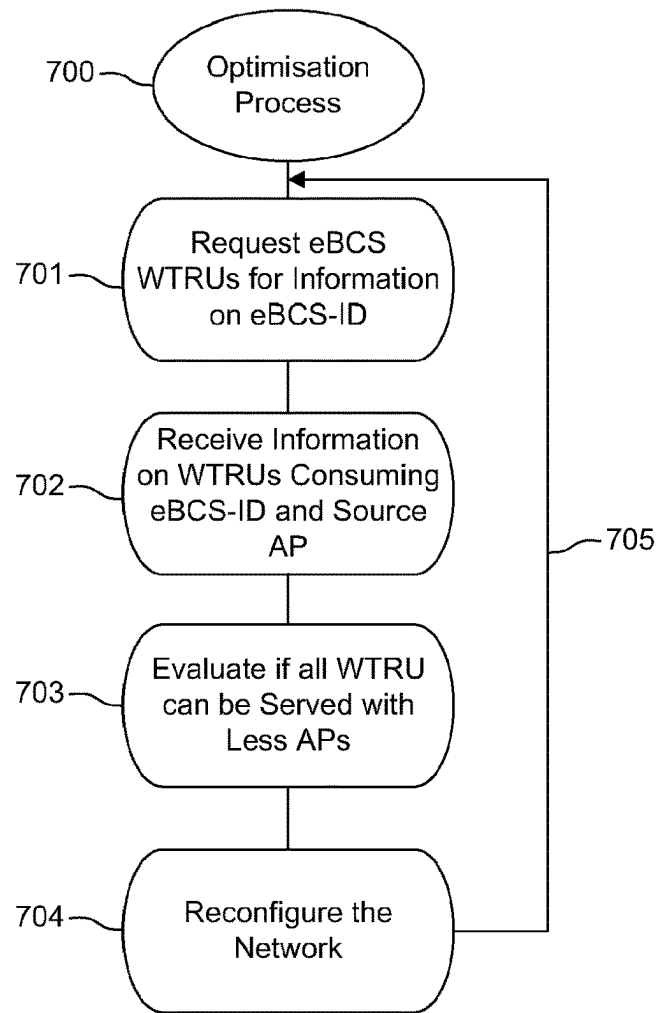 700
Optimisation
Process
701
Request eBCS
WTRUs for Information
on eBCS-ID
702
Receive Information
on WTRUs Consuming
eBCS-ID and Source
AP
705
703
Evaluate if all WTRU
can be Served with
Less APs
704
Reconfigure the
Network